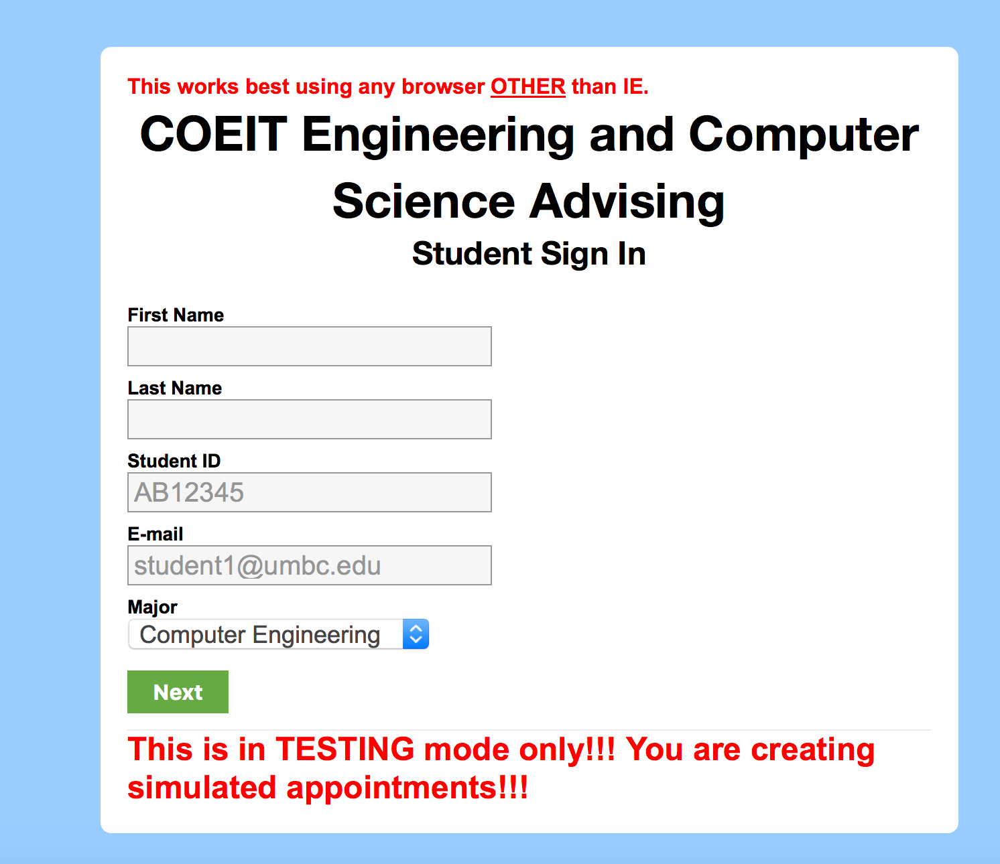 This works best using any browser OTHER than IE.
COEIT Engineering and Computer
Science Advising
Student Sign In
First Name
Last Name
Student ID
AB12345
E-mail
student1@umbc.edu
Major
Computer Engineering
Next
This is in TESTING mode only!!! You are creating
simulated appointments!!!